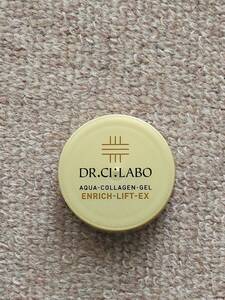 DR.CI:LABO
AQUA-COLLAGEN-GEL
ENRICH-LIFT-EX